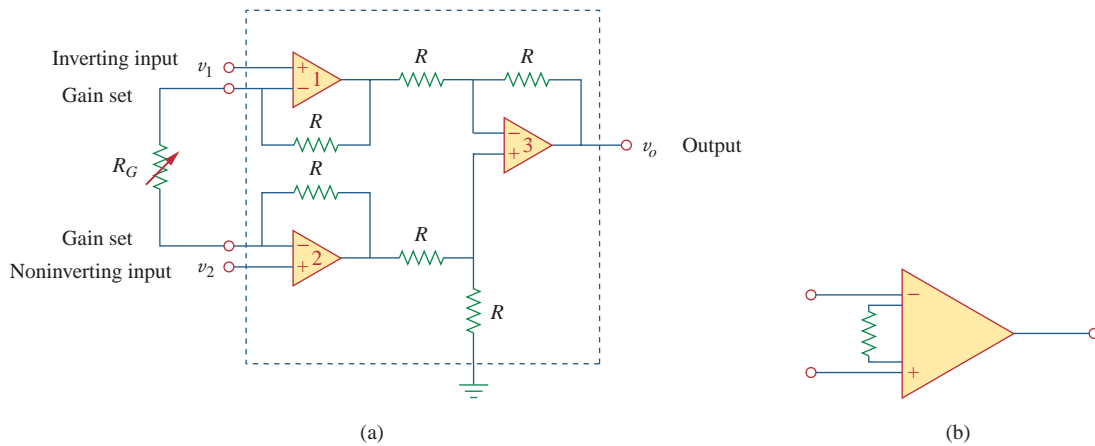 Inverting input
v1
Gain set
+
−
1
R
R
R
−
+
3
vo
Output
RG
R
Gain set
Noninverting input
v2
−
+
2
R
R
−
+
(a)
(b)